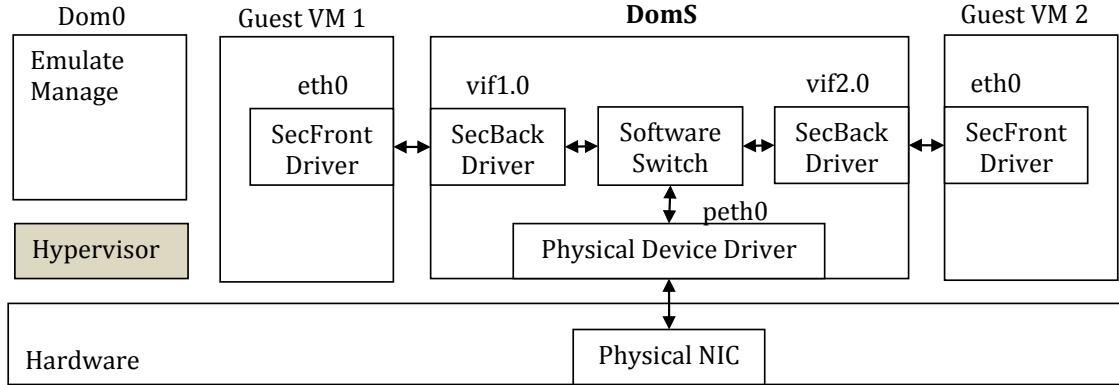 Dom0
Guest VM 1
DomS
Guest VM 2
Emulate
Manage
eth0
vif1.0
vif2.0
eth0
SecFront
Driver
SecBack
Driver
Software
Switch
SecBack
Driver
SecFront
Driver
peth0
Hypervisor
Physical Device Driver
Hardware
Physical NIC